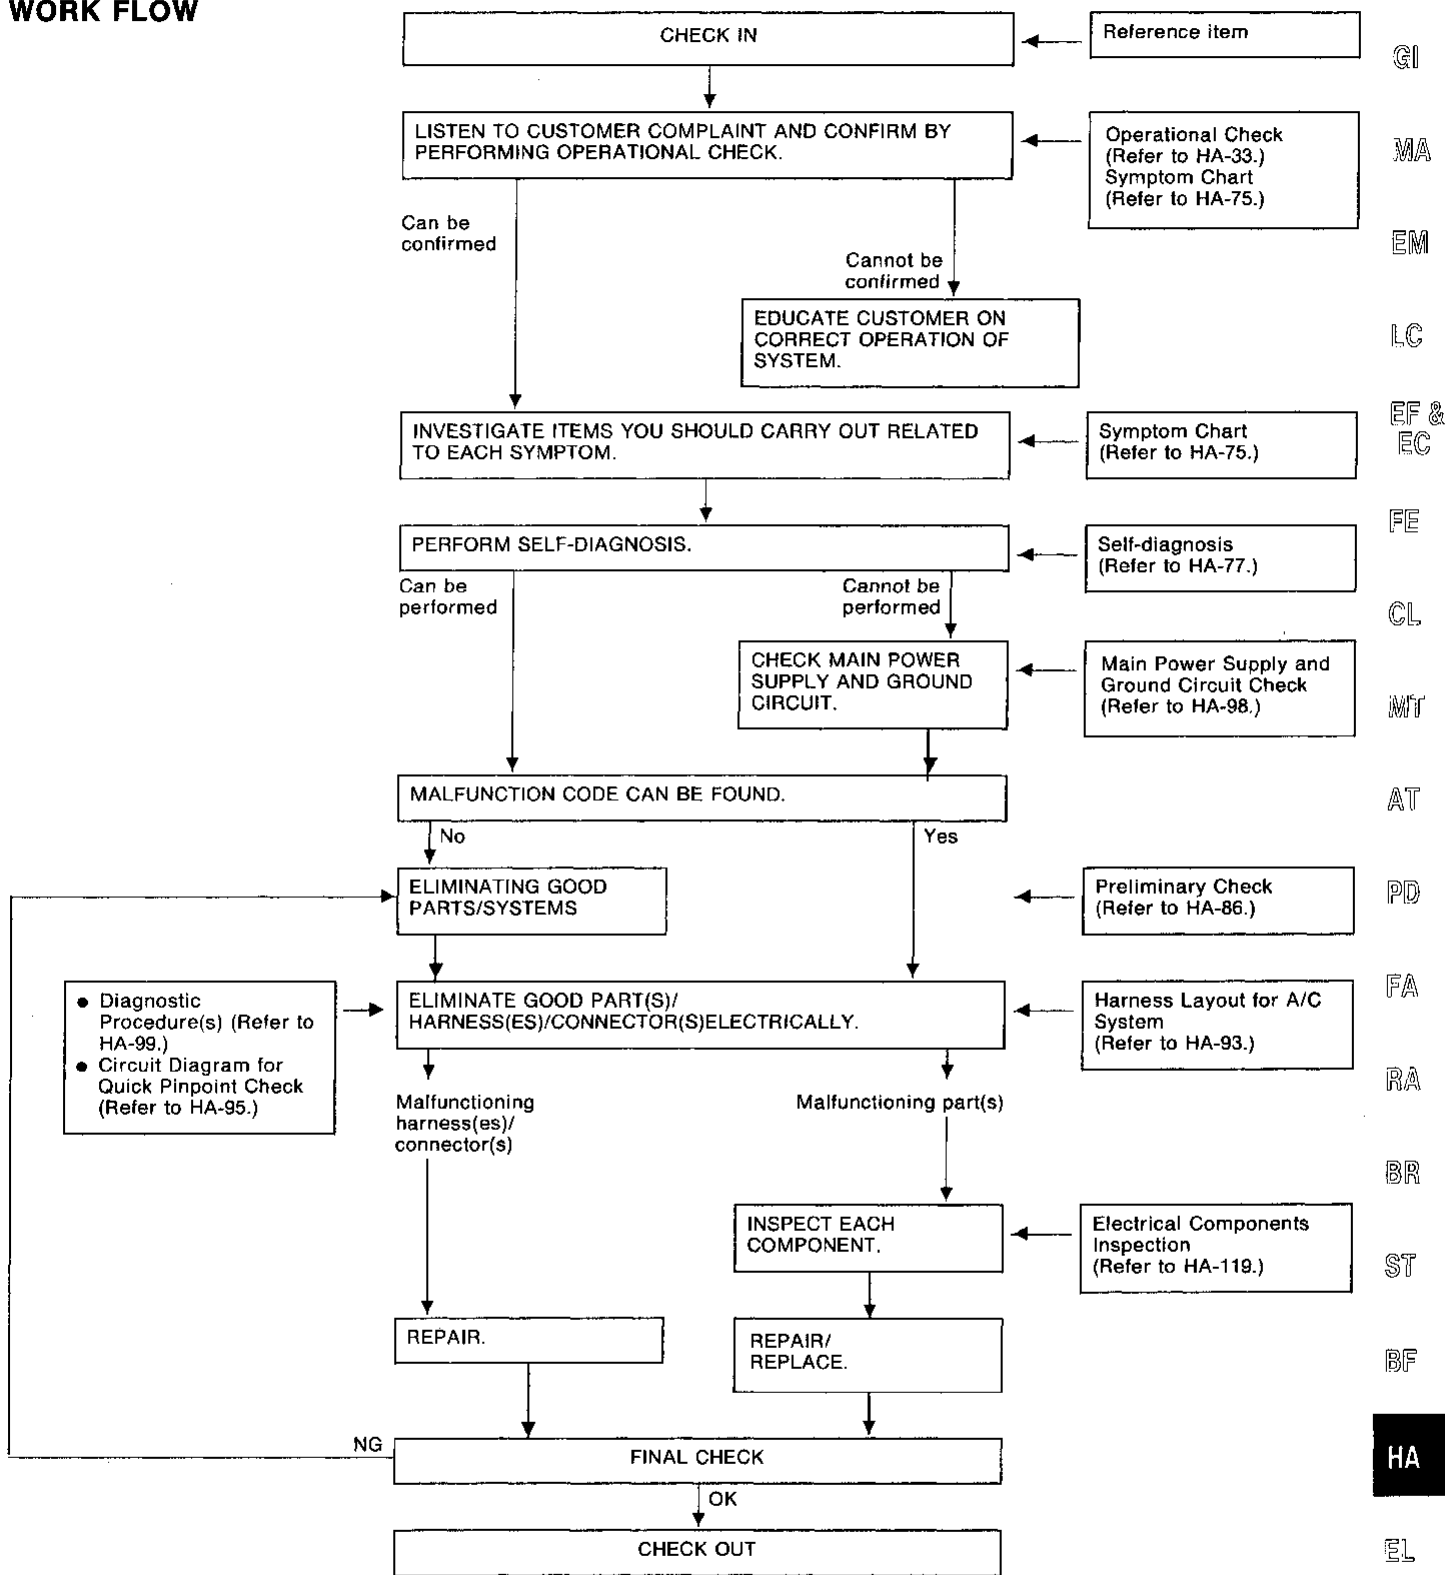 WORK FLOW
CHECK IN
Reference item
GI
LISTEN TO CUSTOMER COMPLAINT AND CONFIRM BY
PERFORMING OPERATIONAL CHECK.
Operational Check
(Refer to HA-33.)
Symptom Chart
(Refer to HA-75.)
MA
Can be
confirmed
Cannot be
confirmed
EM
EDUCATE CUSTOMER ON
CORRECT OPERATION OF
SYSTEM.
LC
INVESTIGATE ITEMS YOU SHOULD CARRY OUT RELATED
TO EACH SYMPTOM.
Symptom Chart
(Refer to HA-75.)
EF &
EC
PERFORM SELF-DIAGNOSIS.
Self-diagnosis
(Refer to HA-77.)
FE
Can be
performed
Cannot be
performed
CL
CHECK MAIN POWER
SUPPLY AND GROUND
CIRCUIT.
Main Power Supply and
Ground Circuit Check
(Refer to HA-98.)
MT
MALFUNCTION CODE CAN BE FOUND.
AT
No
Yes
ELIMINATING GOOD
PARTS/SYSTEMS
Preliminary Check
(Refer to HA-86.)
PD
● Diagnostic
Procedure(s) (Refer to
HA-99.)
● Circuit Diagram for
Quick Pinpoint Check
(Refer to HA-95.)
ELIMINATE GOOD PART(S)/
HARNESS(ES)/CONNECTOR(S)ELECTRICALLY.
Harness Layout for A/C
System
(Refer to HA-93.)
FA
RA
Malfunctioning
harness(es)/
connector(s)
Malfunctioning part(s)
BR
INSPECT EACH
COMPONENT.
Electrical Components
Inspection
(Refer to HA-119.)
ST
REPAIR.
REPAIR/
REPLACE.
BF
NG
FINAL CHECK
HA
OK
CHECK OUT
EL